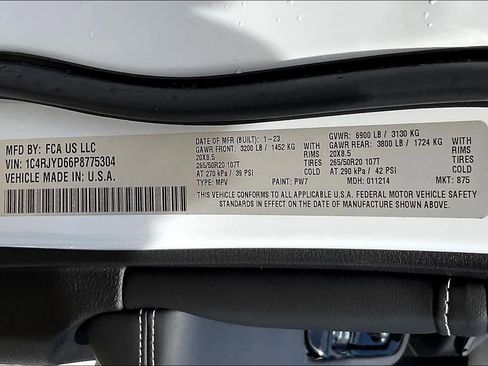 MFD BY: FCA US LLC
VIN: 1C4RJYD66P8775304
VEHICLE MADE IN: U.S.A.
DATE OF MFR (BUILT): 1-23
GAWR FRONT: 3200 LB / 1452 KG
20X8.5
265/50R20 107T TIRES
AT 270 kPa / 39 PSI COLD
TYPE: MPV PAINT: PW7
GVWR: 6900 LB / 3130 KG
GAWR REAR: 3800 LB / 1724 KG
20X8.5
265/50R20 107T TIRES
AT 290 kPa / 42 PSI COLD
MDH: 011214 MKT: 875
THIS VEHICLE CONFORMS TO ALL APPLICABLE U.S.A. FEDERAL MOTOR VEHICLE SAFETY
STANDARDS IN EFFECT ON THE DATE OF MANUFACTURE SHOWN ABOVE.